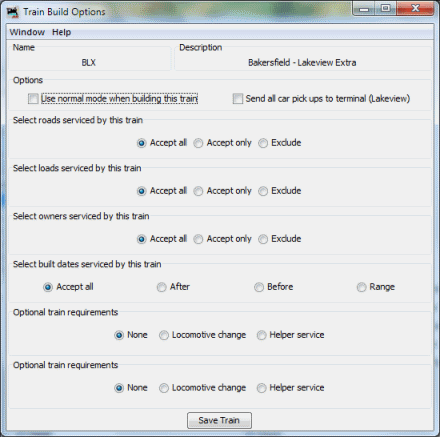 Train Build Options
Window Help
Name Description
BLX Bakersfield - Lakeview Extra
Options
Use normal mode when building this train Send all car pick ups to terminal (Lakeview)
Select roads serviced by this train
Accept all Accept only Exclude
Select loads serviced by this train
Accept all Accept only Exclude
Select owners serviced by this train
Accept all Accept only Exclude
Select built dates serviced by this train
Accept all After Before Range
Optional train requirements
None Locomotive change Helper service
Optional train requirements
None Locomotive change Helper service
Save Train